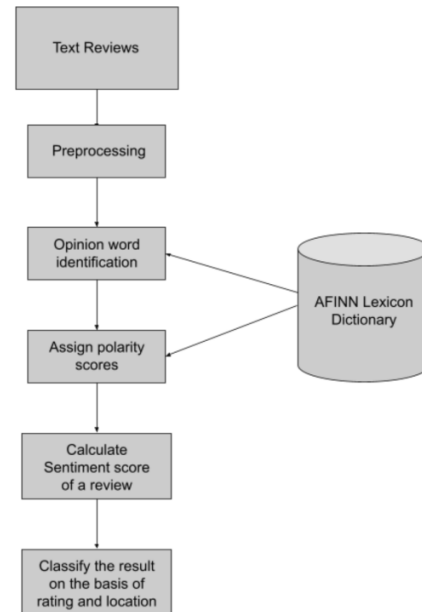 Text Reviews
Preprocessing
Opinion word
identification
AFINN Lexicon
Dictionary
Assign polarity
scores
Calculate
Sentiment score
of a review
Classify the result
on the basis of
rating and location